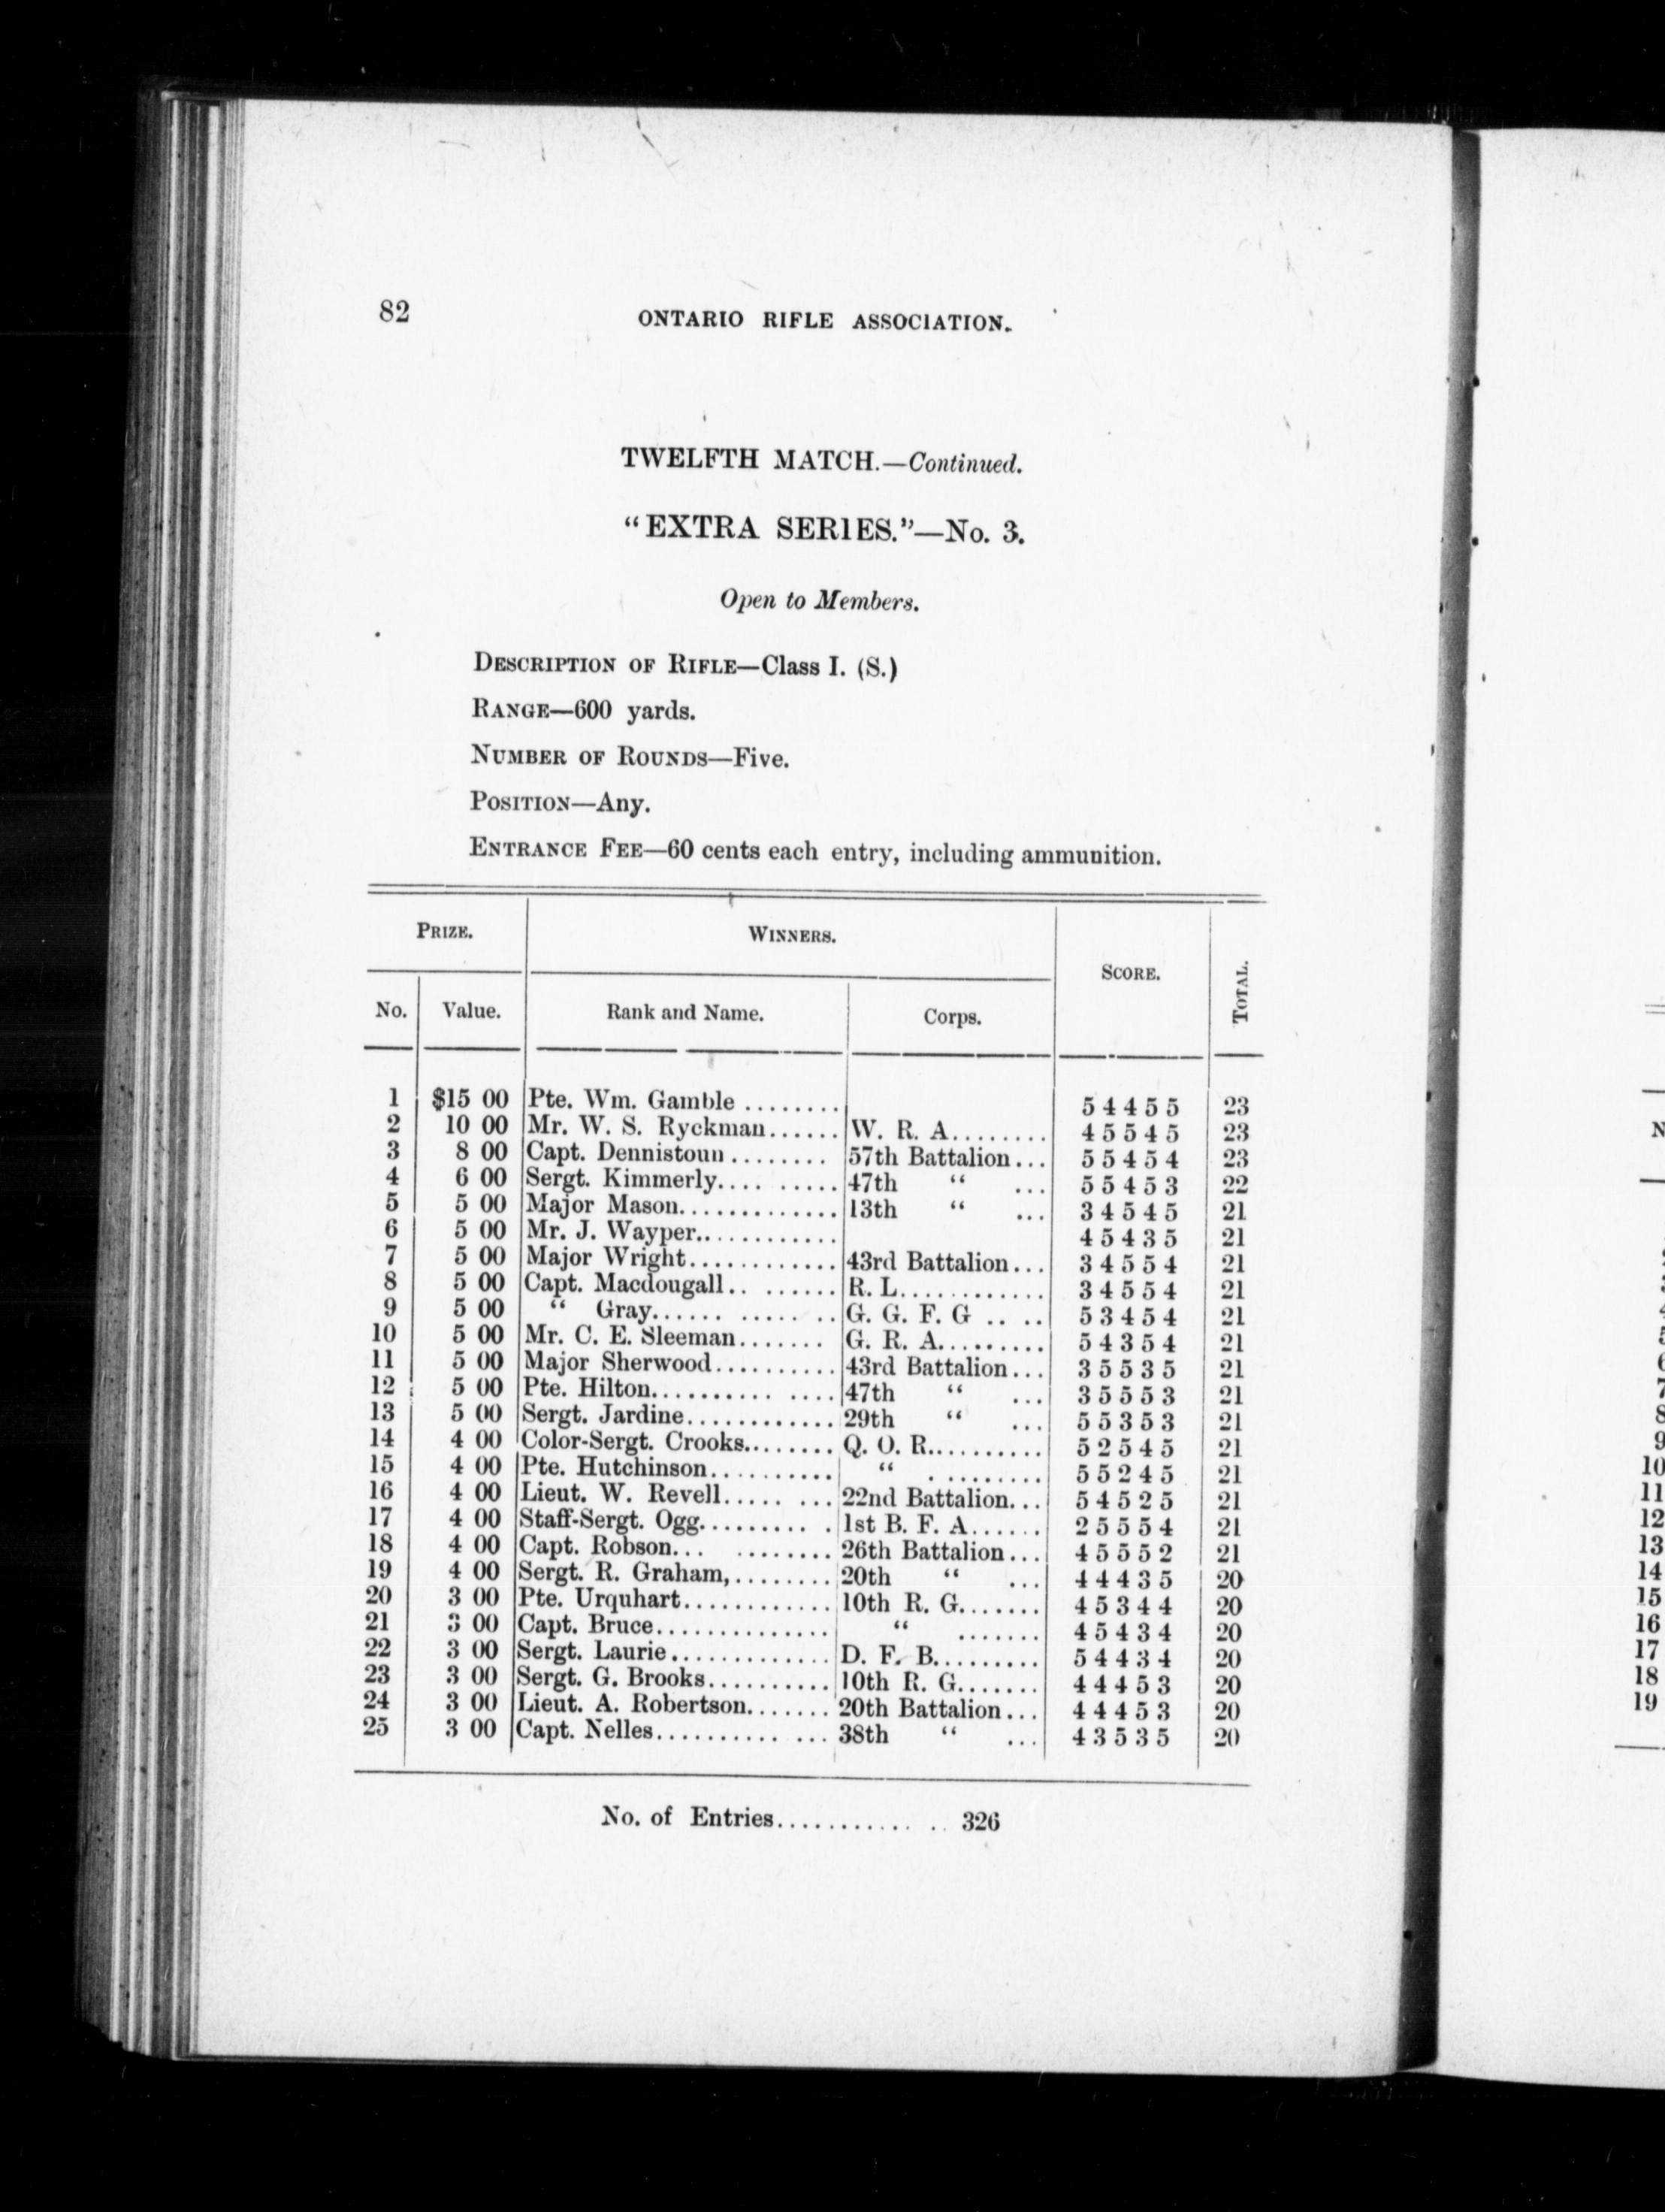 82
ONTARIO RIFLE ASSOCIATION.
TWELFTH MATCH.—Continued.
"EXTRA SERIES."—No. 3.
Open to Members.
DESCRIPTION OF RIFLE—Class I. (S.)
RANGE—600 yards.
NUMBER OF ROUNDS—Five.
POSITION—Any.
ENTRANCE FEE—60 cents each entry, including ammunition.
PRIZE. WINNERS. SCORE. TOTAL.
No. Value. Rank and Name. Corps.
1 $15 00 Pte. Wm. Gamble ........ 5 4 4 5 5 23
2 10 00 Mr. W. S. Ryckman...... W. R. A........ 4 5 5 4 5 23
3 8 00 Capt. Dennistoun ........ 57th Battalion... 5 5 4 5 4 23
4 6 00 Sergt. Kimmerly.... ...... 47th " ... 5 5 4 5 3 22
5 5 00 Major Mason............. 13th " ... 3 4 5 4 5 21
6 5 00 Mr. J. Wayper............ 4 5 4 3 5 21
7 5 00 Major Wright............ 43rd Battalion... 3 4 5 5 4 21
8 5 00 Capt. Macdougall.. ....... R. L............ 3 4 5 5 4 21
9 5 00 " Gray...... ...... .. G. G. F. G .. .. 5 3 4 5 4 21
10 5 00 Mr. C. E. Sleeman....... G. R. A......... 5 4 3 5 4 21
11 5 00 Major Sherwood.......... 43rd Battalion... 3 5 5 3 5 21
12 5 00 Pte. Hilton.......... .... 47th " ... 3 5 5 5 3 21
13 5 00 Sergt. Jardine............ 29th " ... 5 5 3 5 3 21
14 4 00 Color-Sergt. Crooks........ Q. O. R.......... 5 2 5 4 5 21
15 4 00 Pte. Hutchinson.......... " . ........ 5 5 2 4 5 21
16 4 00 Lieut. W. Revell..... ... 22nd Battalion... 5 4 5 2 5 21
17 4 00 Staff-Sergt. Ogg......... . 1st B. F. A...... 2 5 5 5 4 21
18 4 00 Capt. Robson... ........ 26th Battalion... 4 5 5 5 2 21
19 4 00 Sergt. R. Graham,........ 20th " ... 4 4 4 3 5 20
20 3 00 Pte. Urquhart............ 10th R. G....... 4 5 3 4 4 20
21 3 00 Capt. Bruce.............. " ....... 4 5 4 3 4 20
22 3 00 Sergt. Laurie............. D. F. B......... 5 4 4 3 4 20
23 3 00 Sergt. G. Brooks.......... 10th R. G....... 4 4 4 5 3 20
24 3 00 Lieut. A. Robertson....... 20th Battalion... 4 4 4 5 3 20
25 3 00 Capt. Nelles.......... ... 38th " ... 4 3 5 3 5 20
No. of Entries........... .. 326
10
11
12
13
14
15
16
17
18
19